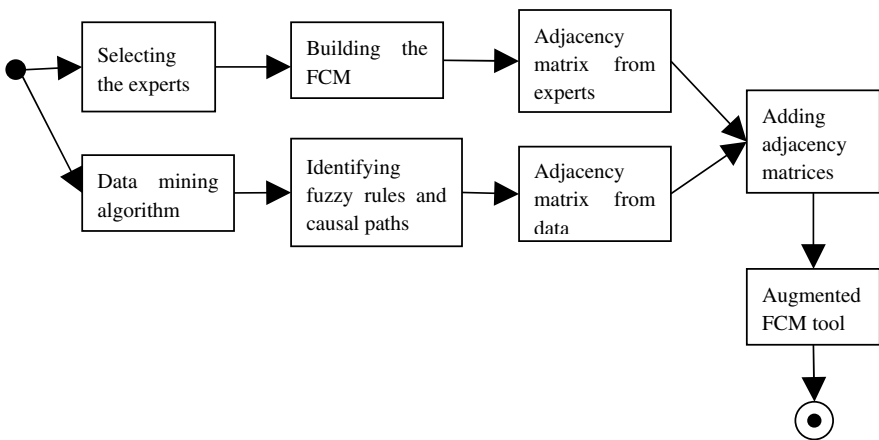 Selecting
the experts
Building the
FCM
Adjacency
matrix from
experts
Data mining
algorithm
Identifying
fuzzy rules and
causal paths
Adjacency
matrix from
data
Adding
adjacency
matrices
Augmented
FCM tool